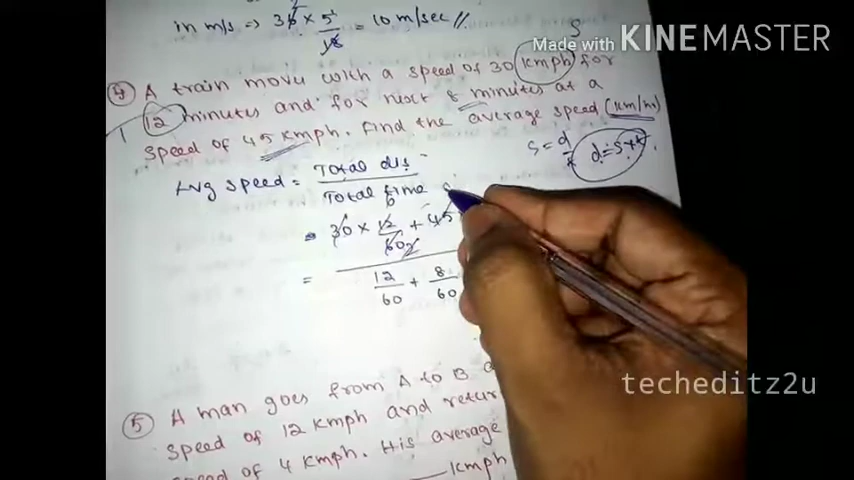 in m/s => 36 × 5/18 = 10 m/sec //
Made with KINEMASTER
S
④ A train move with a speed of 30 kmph for
12 minutes and for next 8 minutes at a
speed of 45 kmph. Find the average speed (km/hr)
S = d/t d = S × t
Avg speed = Total dis / Total time
= 30 × 12/60 + 45
= 12/60 + 8/60
techeditz2u
⑤ A man goes from A to B
speed of 12 kmph and retur
speed of 4 kmph. His average
kmph